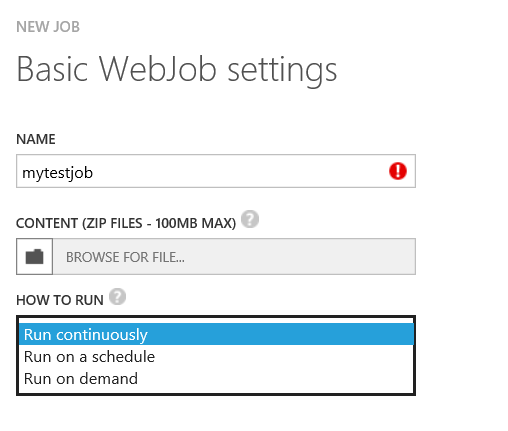 NEW JOB
Basic WebJob settings
NAME
mytestjob
CONTENT (ZIP FILES - 100MB MAX) ?
BROWSE FOR FILE...
HOW TO RUN ?
Run continuously
Run on a schedule
Run on demand